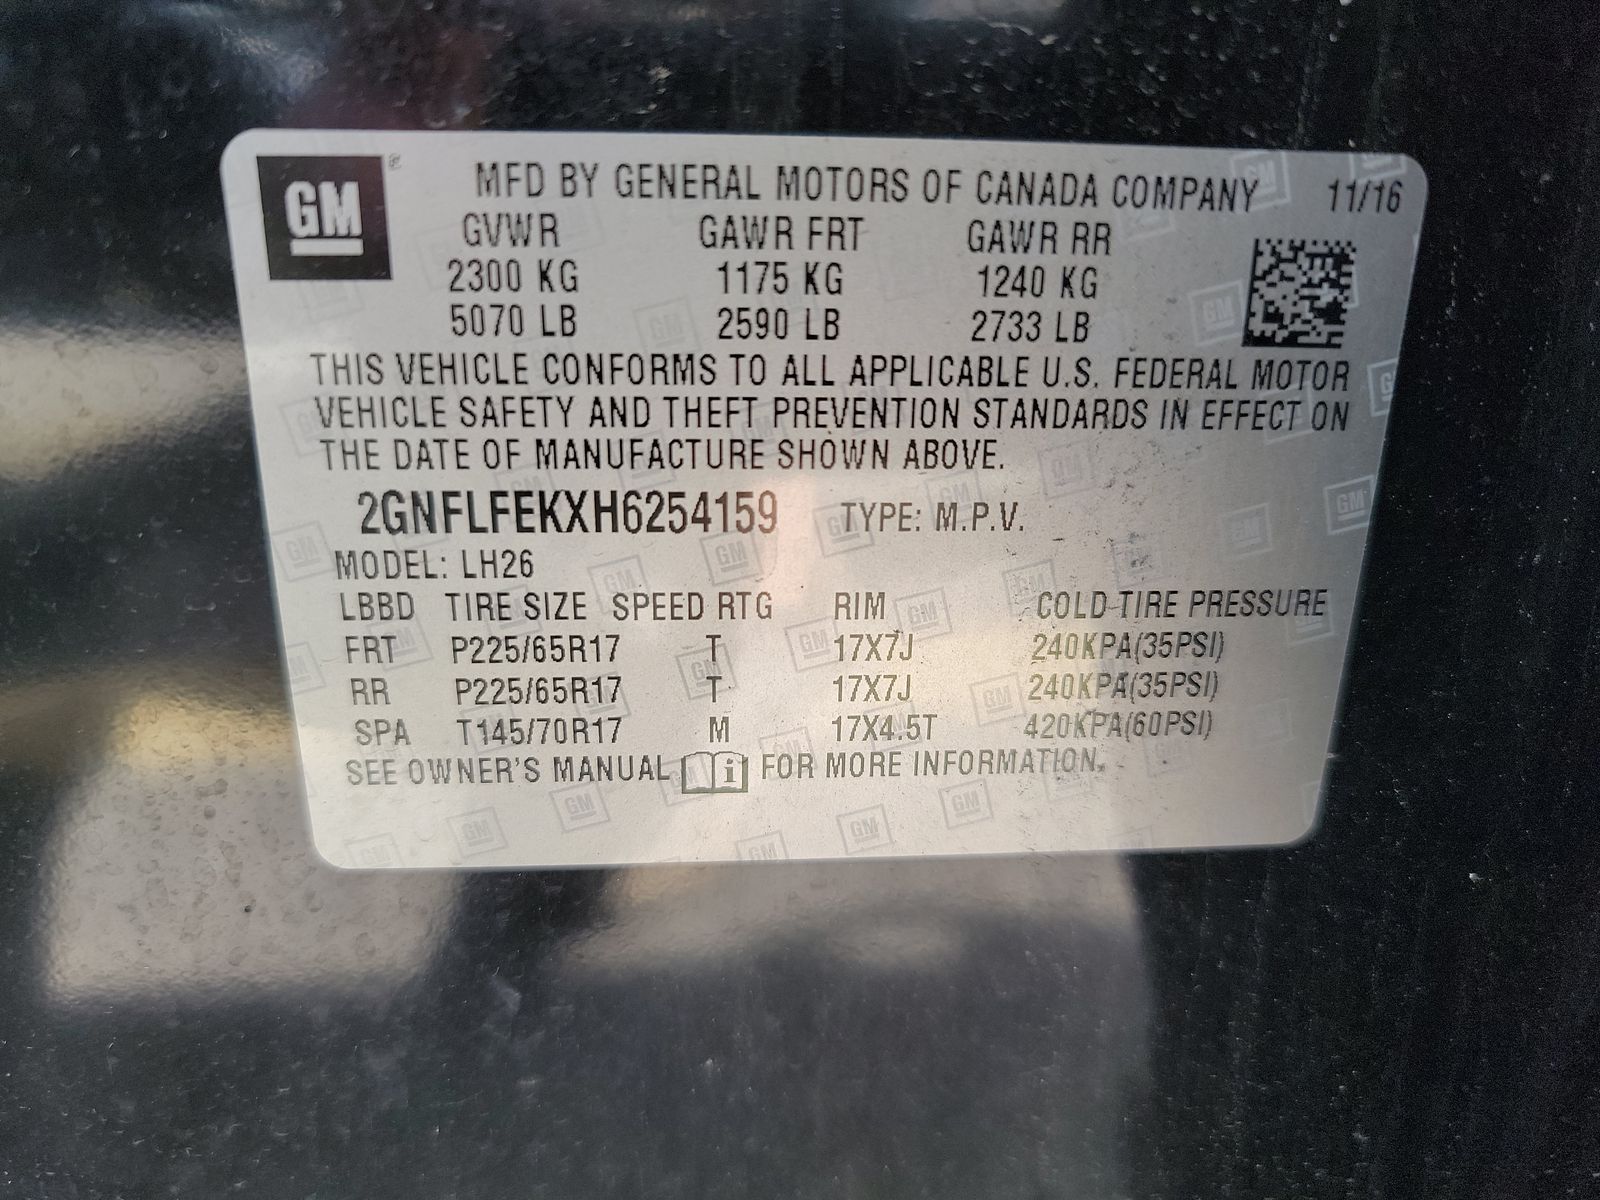 GM ®
MFD BY GENERAL MOTORS OF CANADA COMPANY 11/16
GVWR GAWR FRT GAWR RR
2300 KG 1175 KG 1240 KG
5070 LB 2590 LB 2733 LB
THIS VEHICLE CONFORMS TO ALL APPLICABLE U.S. FEDERAL MOTOR
VEHICLE SAFETY AND THEFT PREVENTION STANDARDS IN EFFECT ON
THE DATE OF MANUFACTURE SHOWN ABOVE.
2GNFLFEKXH6254159 TYPE: M.P.V.
MODEL: LH26
LBBD TIRE SIZE SPEED RTG RIM COLD TIRE PRESSURE
FRT P225/65R17 T 17X7J 240KPA(35PSI)
RR P225/65R17 T 17X7J 240KPA(35PSI)
SPA T145/70R17 M 17X4.5T 420KPA(60PSI)
SEE OWNER'S MANUAL i FOR MORE INFORMATION.